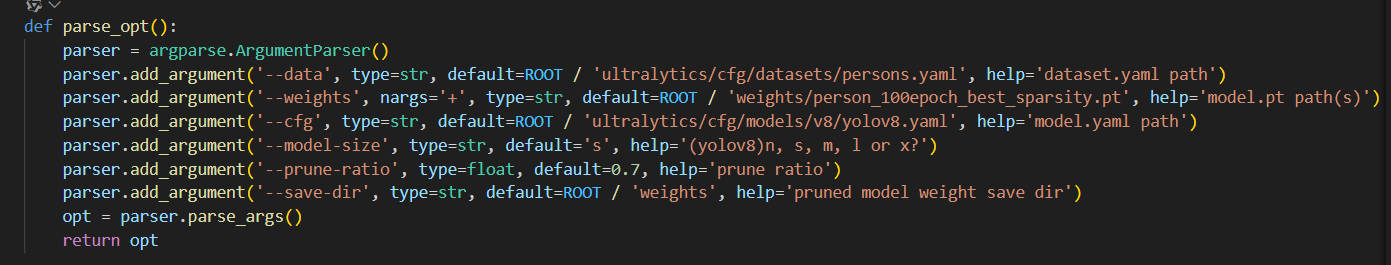 def parse_opt():
    parser = argparse.ArgumentParser()
    parser.add_argument('--data', type=str, default=ROOT / 'ultralytics/cfg/datasets/persons.yaml', help='dataset.yaml path')
    parser.add_argument('--weights', nargs='+', type=str, default=ROOT / 'weights/person_100epoch_best_sparsity.pt', help='model.pt path(s)')
    parser.add_argument('--cfg', type=str, default=ROOT / 'ultralytics/cfg/models/v8/yolov8.yaml', help='model.yaml path')
    parser.add_argument('--model-size', type=str, default='s', help='(yolov8)n, s, m, l or x?')
    parser.add_argument('--prune-ratio', type=float, default=0.7, help='prune ratio')
    parser.add_argument('--save-dir', type=str, default=ROOT / 'weights', help='pruned model weight save dir')
    opt = parser.parse_args()
    return opt